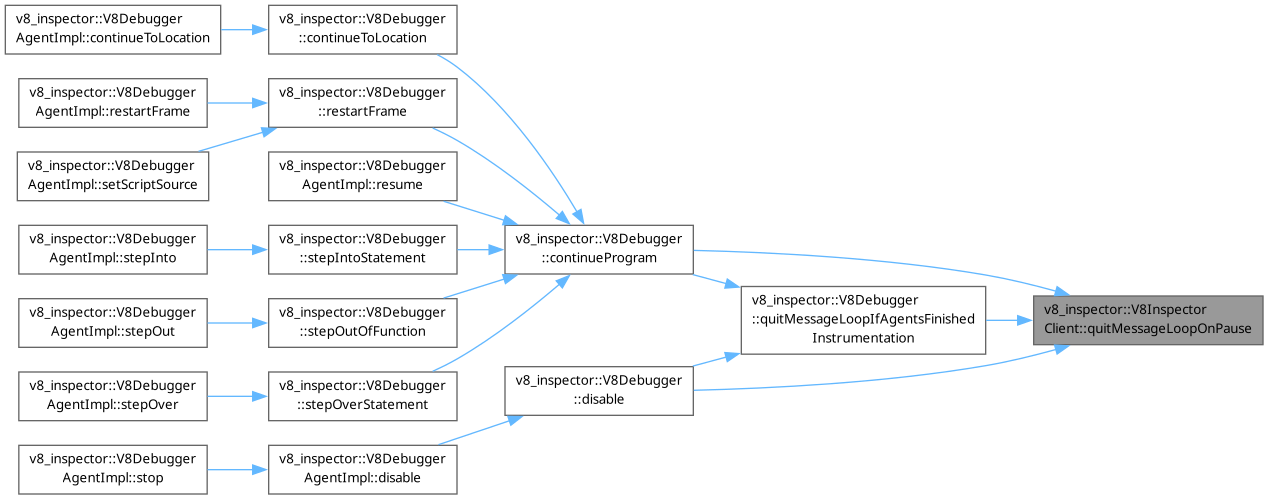 v8_inspector::V8Debugger
AgentImpl::continueToLocation
v8_inspector::V8Debugger
::continueToLocation
v8_inspector::V8Debugger
AgentImpl::restartFrame
v8_inspector::V8Debugger
::restartFrame
v8_inspector::V8Debugger
AgentImpl::setScriptSource
v8_inspector::V8Debugger
AgentImpl::resume
v8_inspector::V8Debugger
AgentImpl::stepInto
v8_inspector::V8Debugger
::stepIntoStatement
v8_inspector::V8Debugger
::continueProgram
v8_inspector::V8Debugger
AgentImpl::stepOut
v8_inspector::V8Debugger
::stepOutOfFunction
v8_inspector::V8Debugger
::quitMessageLoopIfAgentsFinished
Instrumentation
v8_inspector::V8Inspector
Client::quitMessageLoopOnPause
v8_inspector::V8Debugger
AgentImpl::stepOver
v8_inspector::V8Debugger
::stepOverStatement
v8_inspector::V8Debugger
::disable
v8_inspector::V8Debugger
AgentImpl::stop
v8_inspector::V8Debugger
AgentImpl::disable